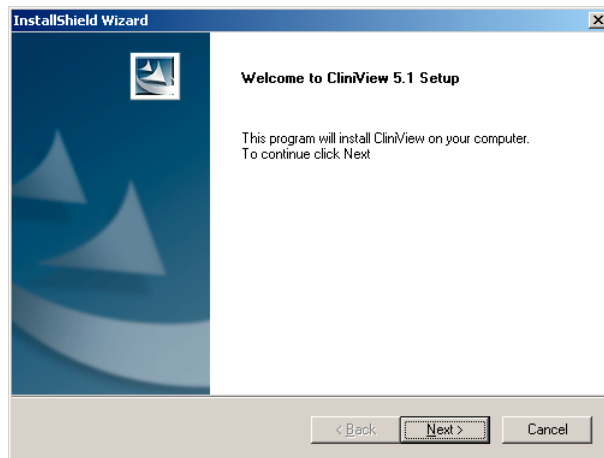 InstallShield Wizard
Welcome to CliniView 5.1 Setup
This program will install CliniView on your computer.
To continue click Next
< Back Next > Cancel